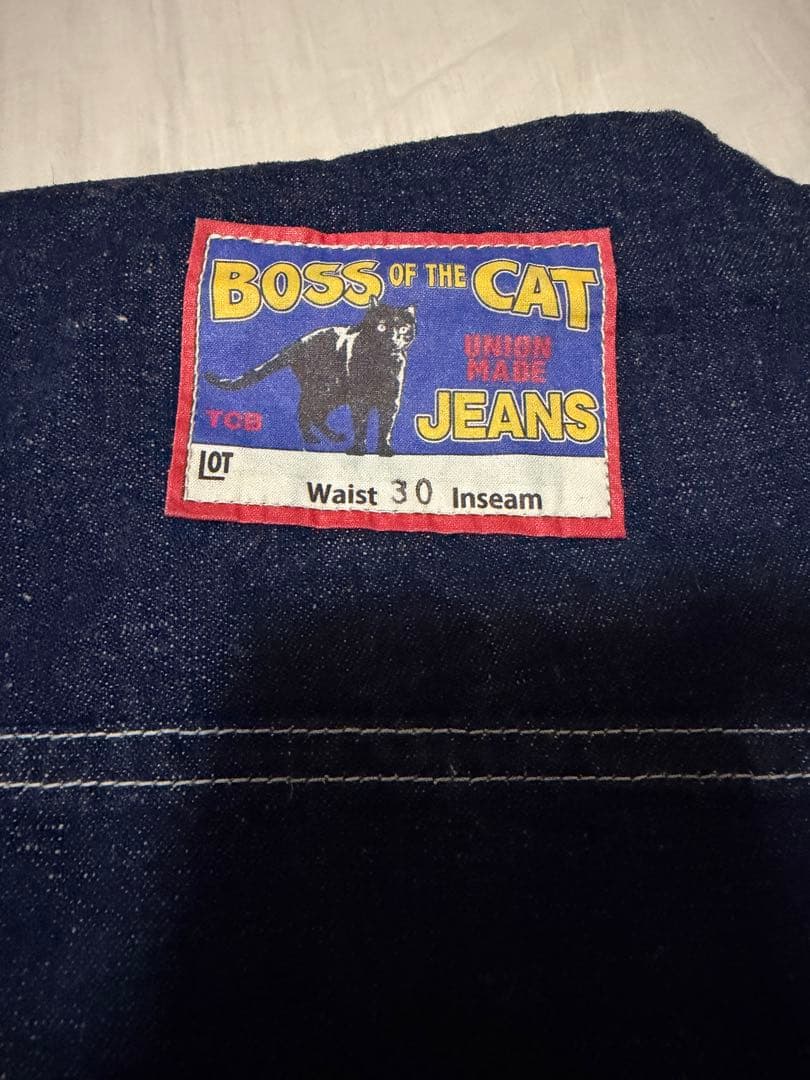 BOSS OF THE CAT
UNION
MADE
TCB
JEANS
LOT
Waist 30 Inseam